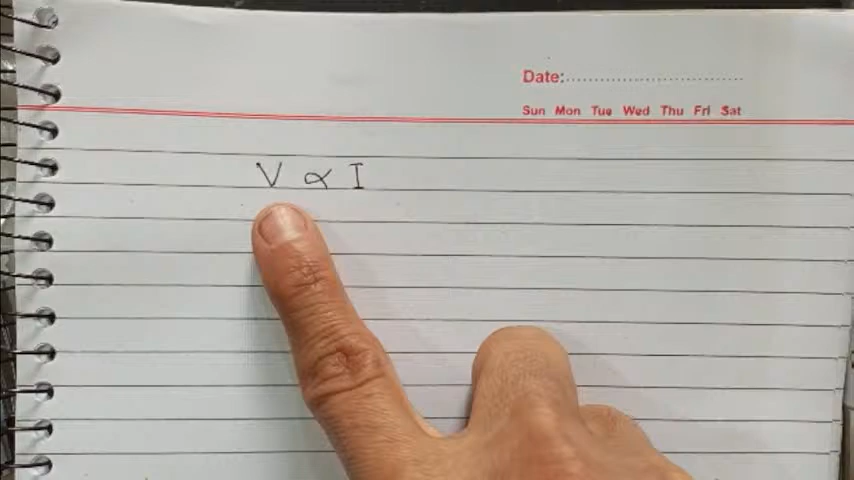 Date:
Sun Mon Tue Wed Thu Fri Sat
V ∝ I